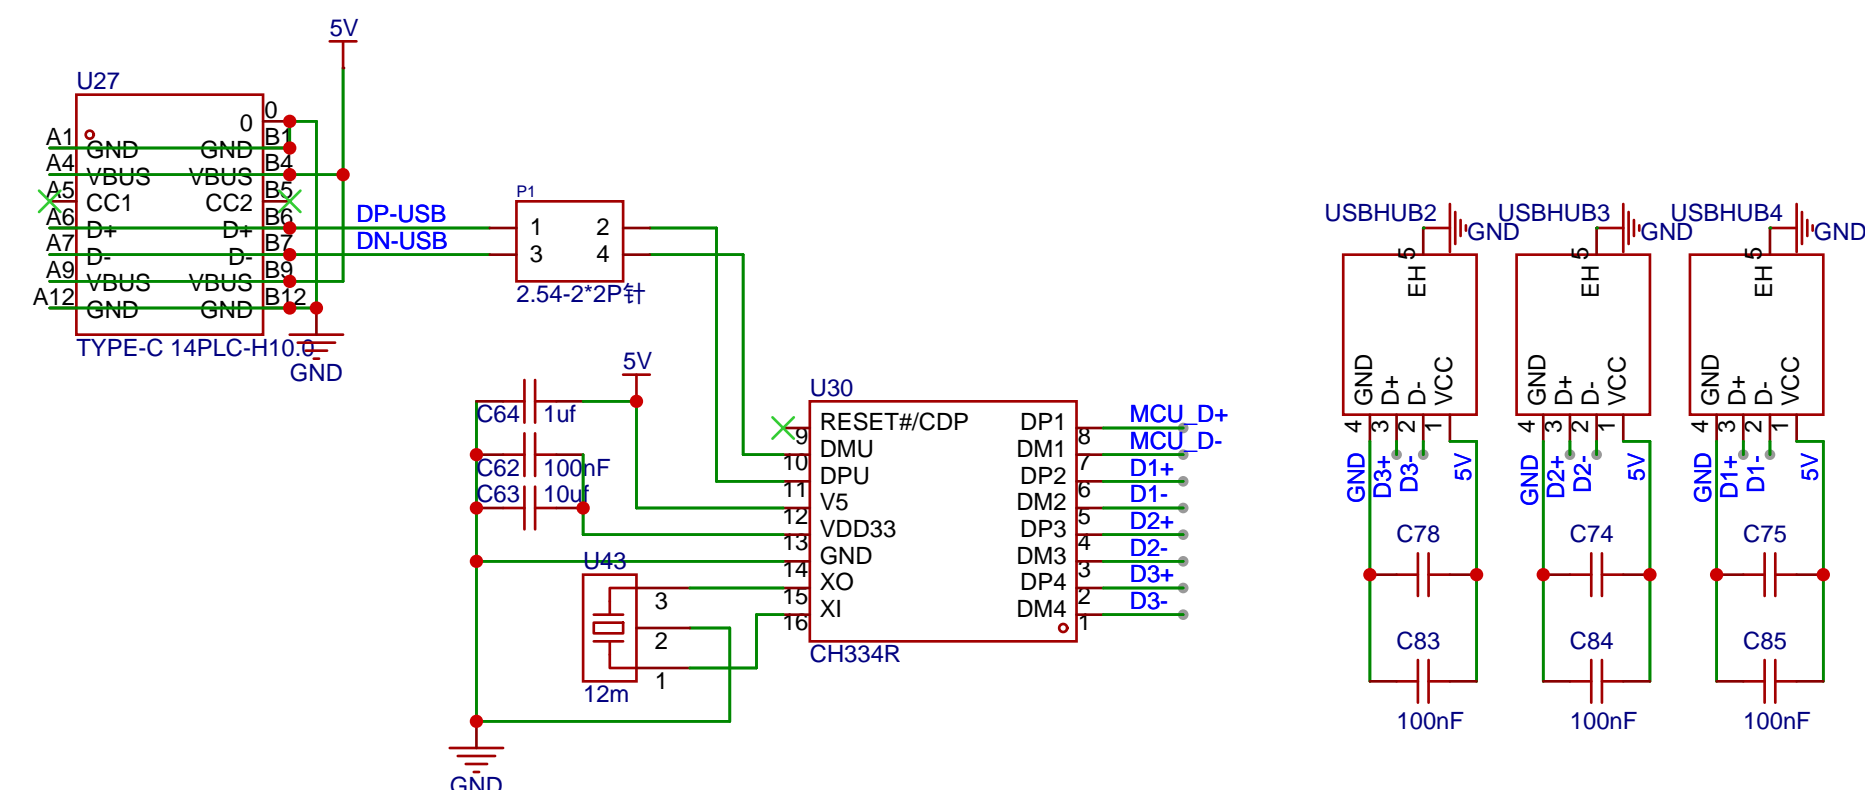 5V
U27
0
0
A1 GND GND B1
A4 VBUS VBUS B4
A5 CC1 CC2 B5
A6 D+ D+ B6
A7 D- D- B7
A9 VBUS VBUS B9
A12 GND GND B12
TYPE-C 14PLC-H10.0
GND
DP-USB
DN-USB
P1
1 2
3 4
2.54-2*2P针
5V
C64 1uf
C62 100nF
C63 10uf
U43
3
2
1
12m
GND
U30
9 RESET#/CDP DP1 8 MCU_D+
10 DMU DM1 7 MCU_D-
11 DPU DP2 6 D1+
12 V5 DM2 5 D1-
13 VDD33 DP3 4 D2+
14 GND DM3 3 D2-
15 XO DP4 2 D3+
16 XI DM4 1 D3-
CH334R
USBHUB2 GND
EH 5
GND D+ D- VCC
4 3 2 1
GND D3+ D3- 5V
C78
C83
100nF
USBHUB3 GND
EH 5
GND D+ D- VCC
4 3 2 1
GND D2+ D2- 5V
C74
C84
100nF
USBHUB4 GND
EH 5
GND D+ D- VCC
4 3 2 1
GND D1+ D1- 5V
C75
C85
100nF